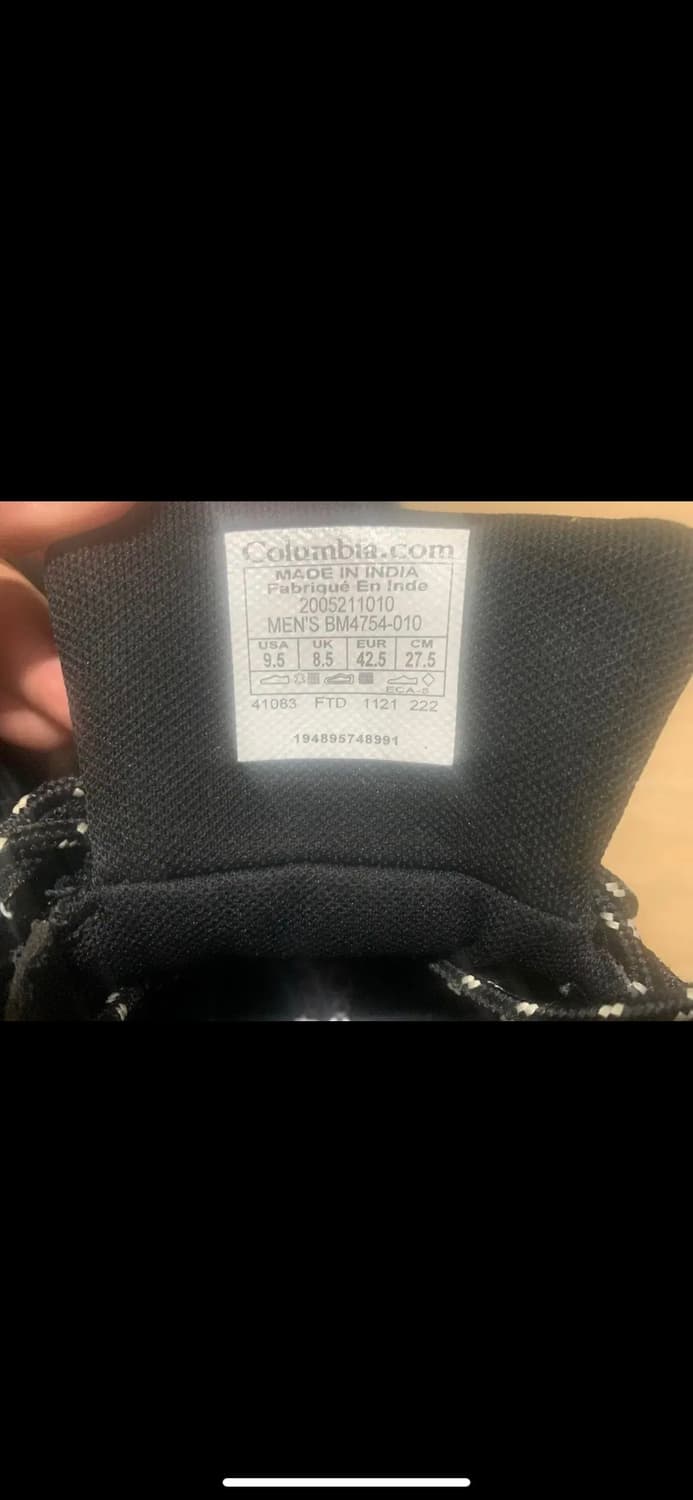 Columbia.com
MADE IN INDIA
Fabriqué En Inde
2005211010
MEN'S BM4754-010
USA UK EUR CM
9.5 8.5 42.5 27.5
ECA-S
41083 FTD 1121 222
194895748991